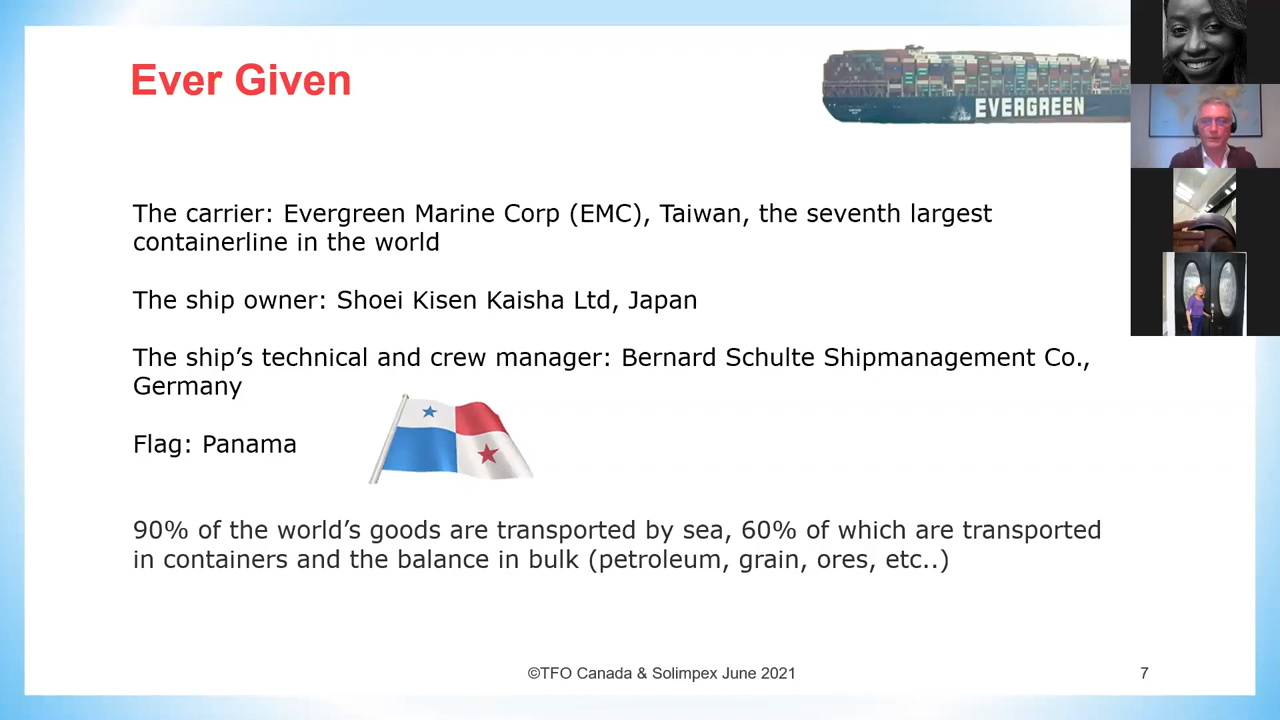 Ever Given
EVERGREEN
The carrier: Evergreen Marine Corp (EMC), Taiwan, the seventh largest
containerline in the world
The ship owner: Shoei Kisen Kaisha Ltd, Japan
The ship’s technical and crew manager: Bernard Schulte Shipmanagement Co.,
Germany
Flag: Panama
90% of the world’s goods are transported by sea, 60% of which are transported
in containers and the balance in bulk (petroleum, grain, ores, etc..)
©TFO Canada & Solimpex June 2021
7